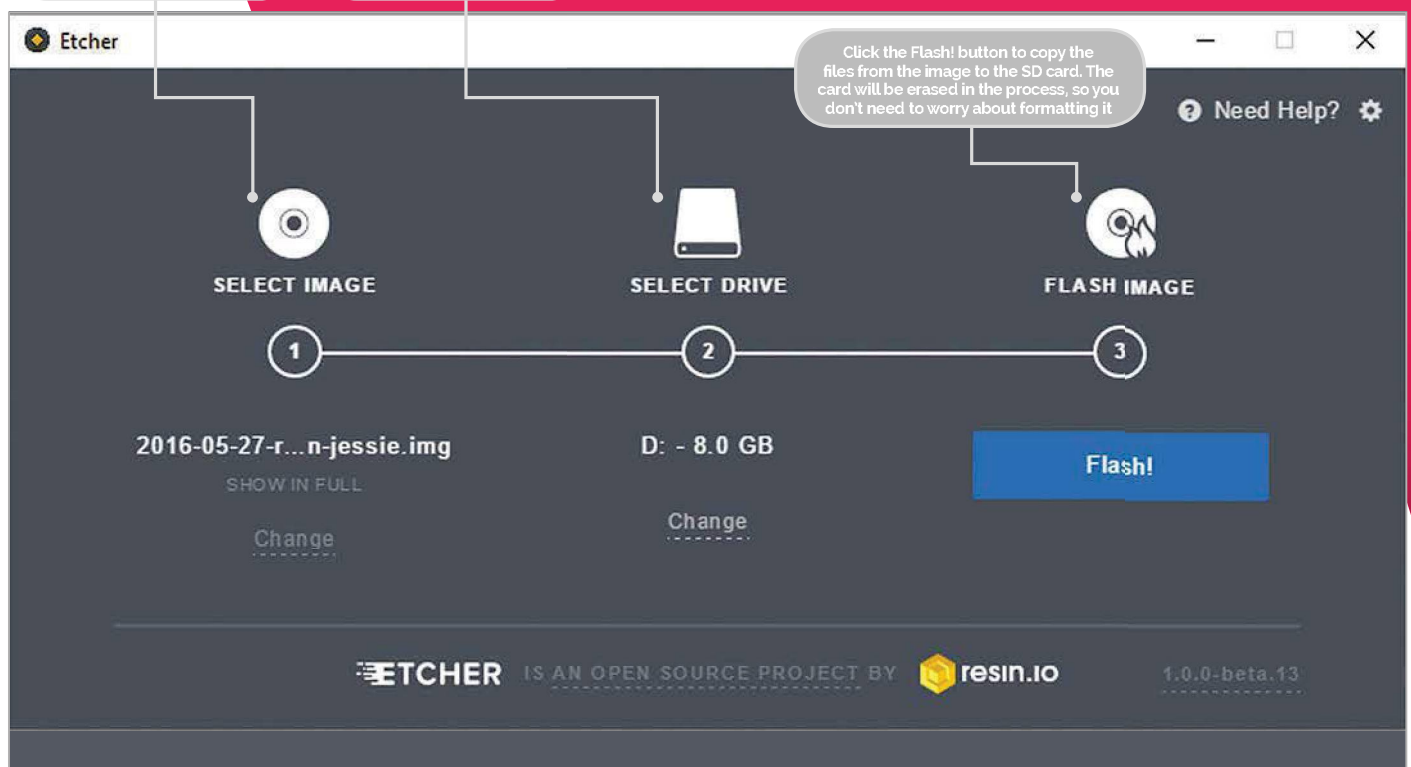 Etcher
Click the Flash! button to copy the
files from the image to the SD card. The
card will be erased in the process, so you
don't need to worry about formatting it
Need Help?
SELECT IMAGE
SELECT DRIVE
FLASH IMAGE
1
2
3
2016-05-27-r...n-jessie.img
D: - 8.0 GB
Flash!
SHOW IN FULL
Change
Change
ETCHER IS AN OPEN SOURCE PROJECT BY resin.io 1.0.0-beta.13